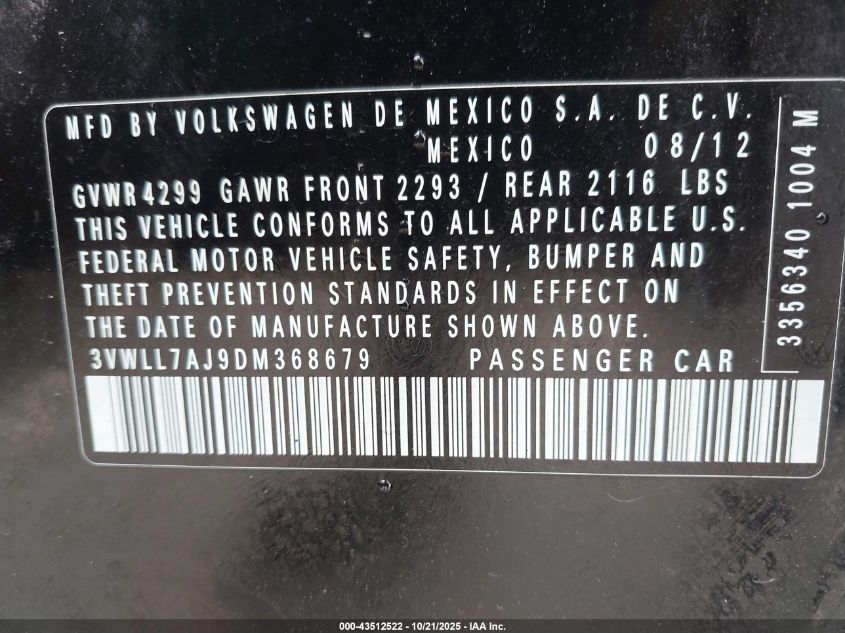 MFD BY VOLKSWAGEN DE MEXICO S.A. DE C.V.
MEXICO 08/12
GVWR 4299 GAWR FRONT 2293 / REAR 2116 LBS
THIS VEHICLE CONFORMS TO ALL APPLICABLE U.S.
FEDERAL MOTOR VEHICLE SAFETY, BUMPER AND
THEFT PREVENTION STANDARDS IN EFFECT ON
THE DATE OF MANUFACTURE SHOWN ABOVE.
3VWLL7AJ9DM368679 PASSENGER CAR
3356340 1004 M
000-43512522 - 10/21/2025 - IAA Inc.